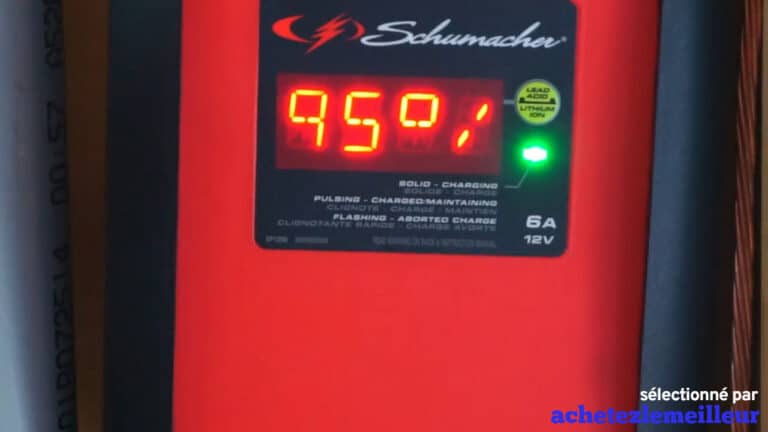 Schumacher®
95%
LEAD
ACID
LITHIUM
ION
SOLID - CHARGING
SOLIDE - CHARGE
PULSING - CHARGED/MAINTAINING
CLIGNOTE - CHARGE / MAINTIEN
FLASHING - ABORTED CHARGE
CLIGNOTANTE RAPIDE - CHARGE AVORTE
6A
12V
sélectionné par
achetezlemeilleur